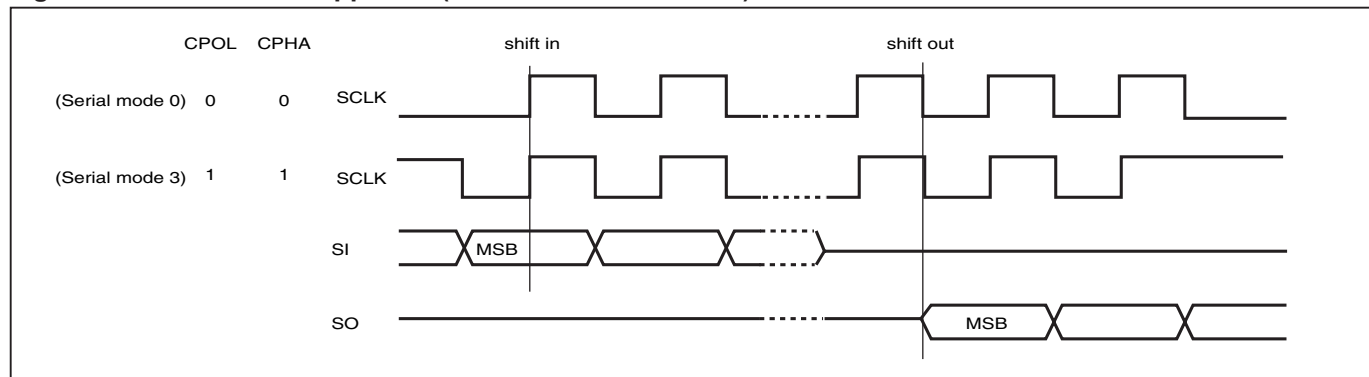 CPOL CPHA shift in shift out
(Serial mode 0) 0 0 SCLK
(Serial mode 3) 1 1 SCLK
SI MSB
SO MSB